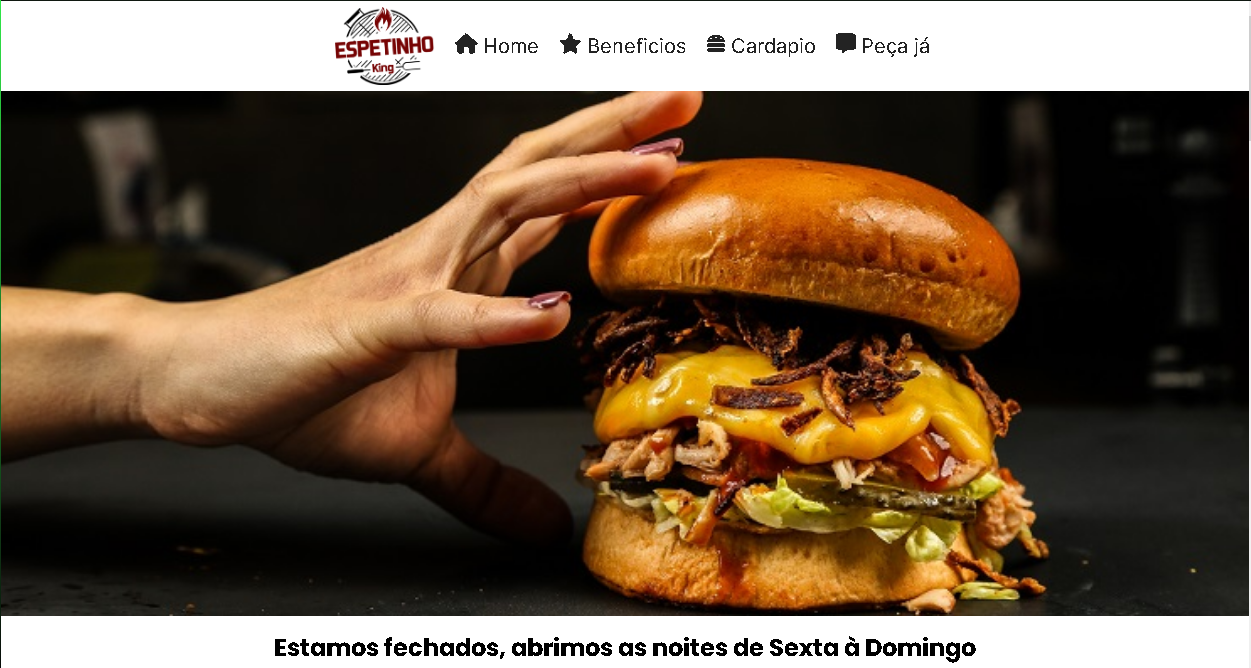 ESPETINHO
King
Home Beneficios Cardapio Peça já
Estamos fechados, abrimos as noites de Sexta à Domingo